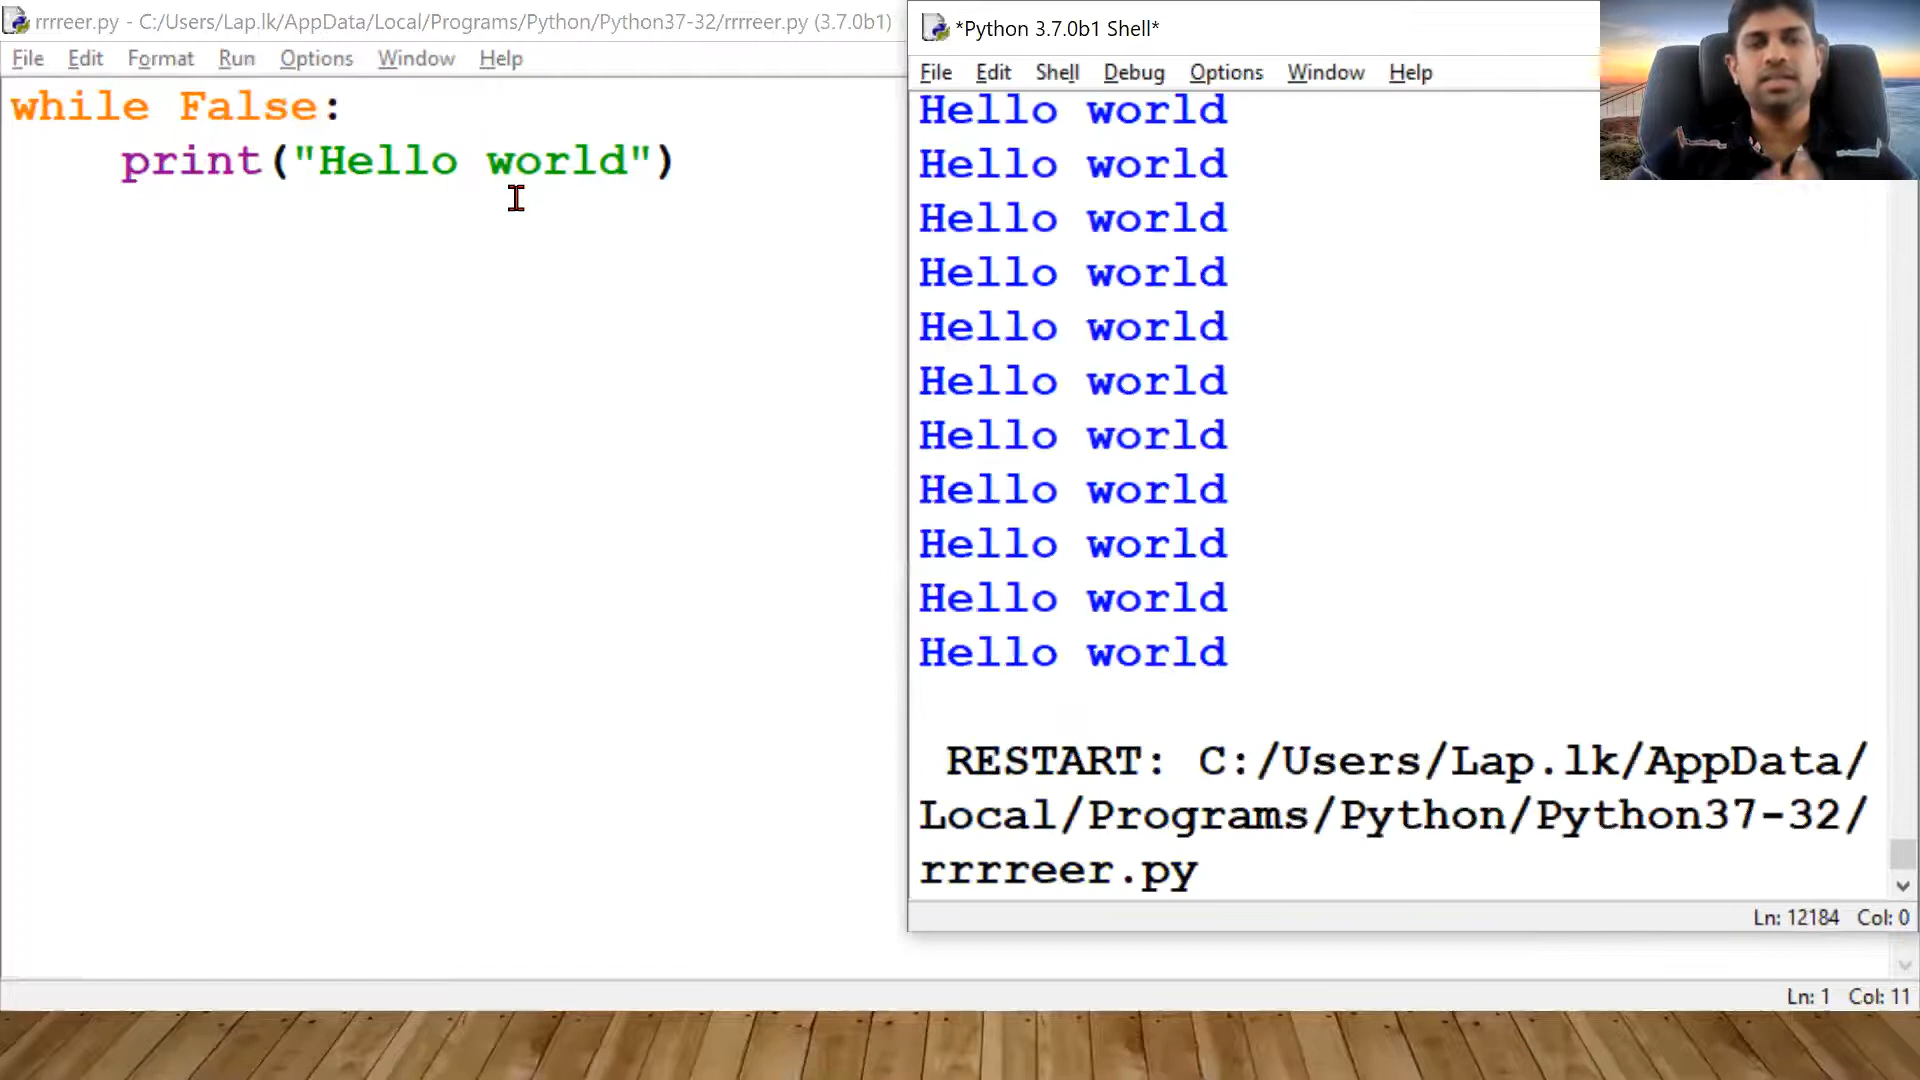 rrrreer.py - C:/Users/Lap.lk/AppData/Local/Programs/Python/Python37-32/rrrreer.py (3.7.0b1)
File Edit Format Run Options Window Help
while False:
    print("Hello world")
Ln: 1 Col: 11
*Python 3.7.0b1 Shell*
File Edit Shell Debug Options Window Help
Hello world
Hello world
Hello world
Hello world
Hello world
Hello world
Hello world
Hello world
Hello world
Hello world
Hello world
RESTART: C:/Users/Lap.lk/AppData/
Local/Programs/Python/Python37-32/
rrrreer.py
Ln: 12184 Col: 0